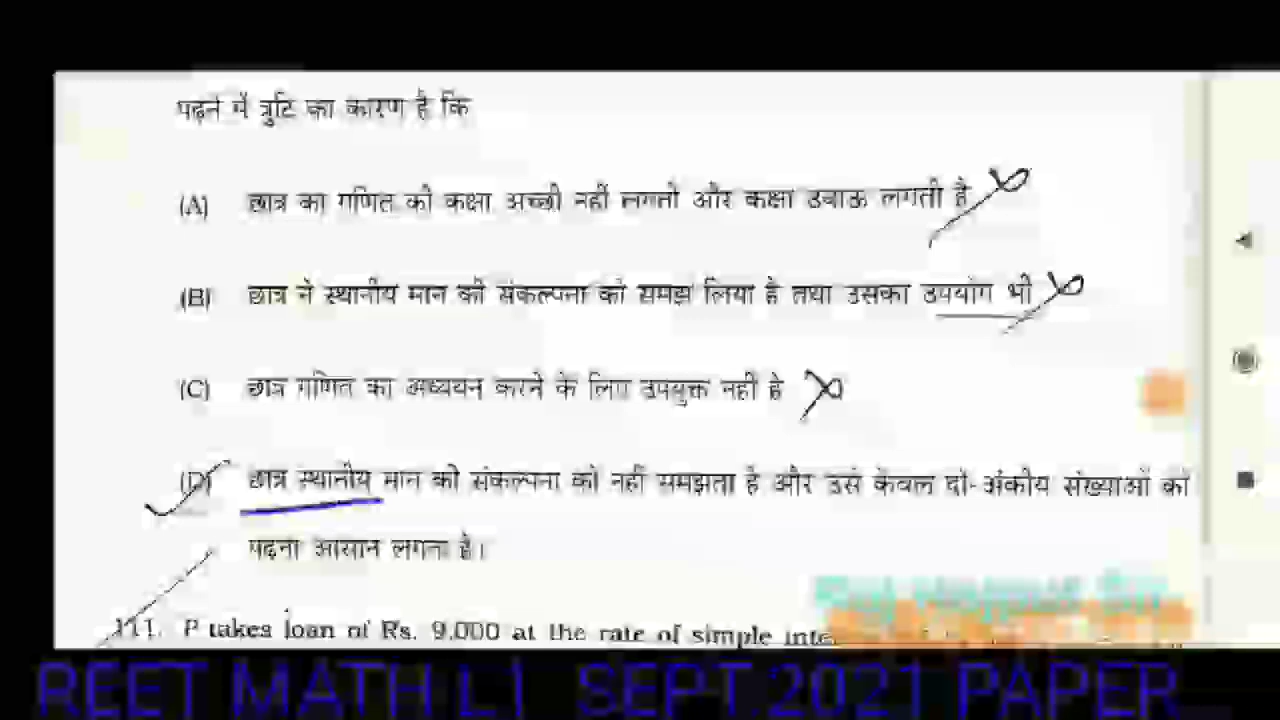 पढ़ने में त्रुटि का कारण है कि
(A) छात्र को गणित की कक्षा अच्छी नहीं लगती और कक्षा उबाऊ लगती है
(B) छात्र ने स्थानीय मान की संकल्पना को समझ लिया है तथा उसका उपयोग भी
(C) छात्र गणित का अध्ययन करने के लिए उपयुक्त नहीं है
(D) छात्र स्थानीय मान की संकल्पना को नहीं समझता है और उसे केवल दो-अंकीय संख्याओं को
पढ़ना आसान लगता है।
111. P takes loan of Rs. 9,000 at the rate of simple
REET MATH L1 SEPT.2021 PAPER